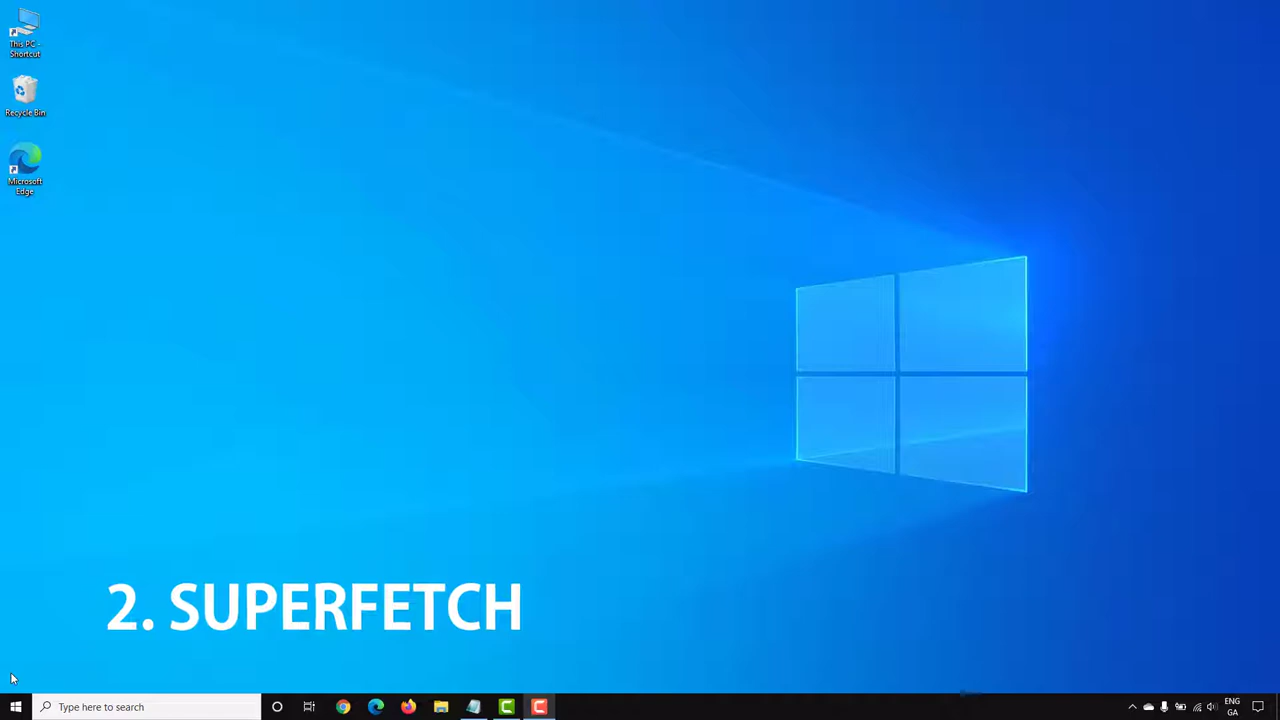 This PC -
Shortcut
Recycle Bin
Microsoft
Edge
2. SUPERFETCH
Type here to search
ENG
GA